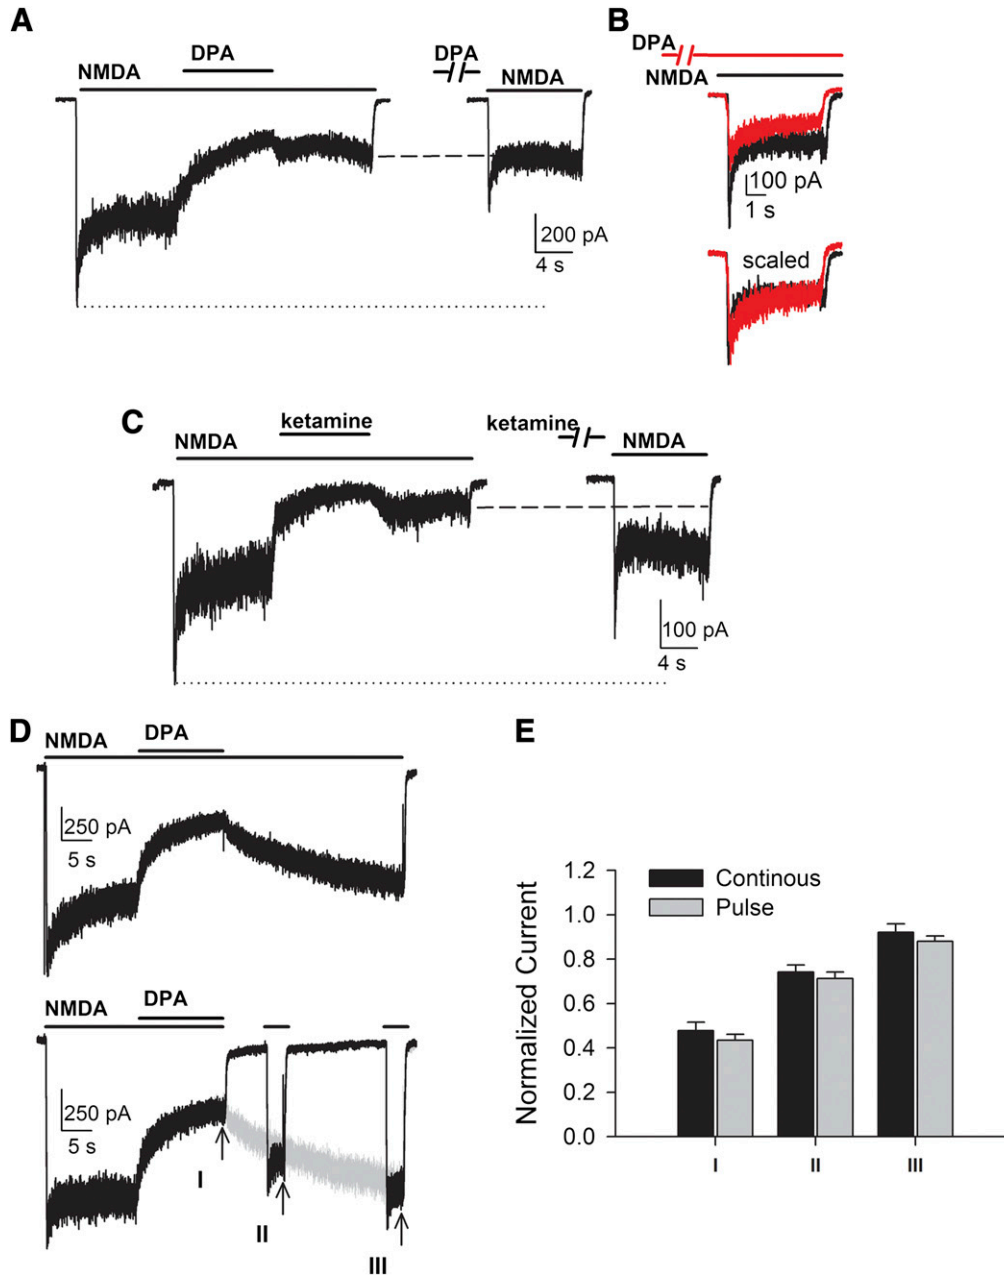 A
DPA
NMDA
DPA
NMDA
200 pA
4 s
B
DPA
NMDA
100 pA
1 s
scaled
C
ketamine
NMDA
ketamine
NMDA
100 pA
4 s
D
DPA
NMDA
250 pA
5 s
DPA
NMDA
250 pA
5 s
I
II
III
E
Normalized Current
1.2
1.0
0.8
0.6
0.4
0.2
0.0
Continous
Pulse
I
II
III